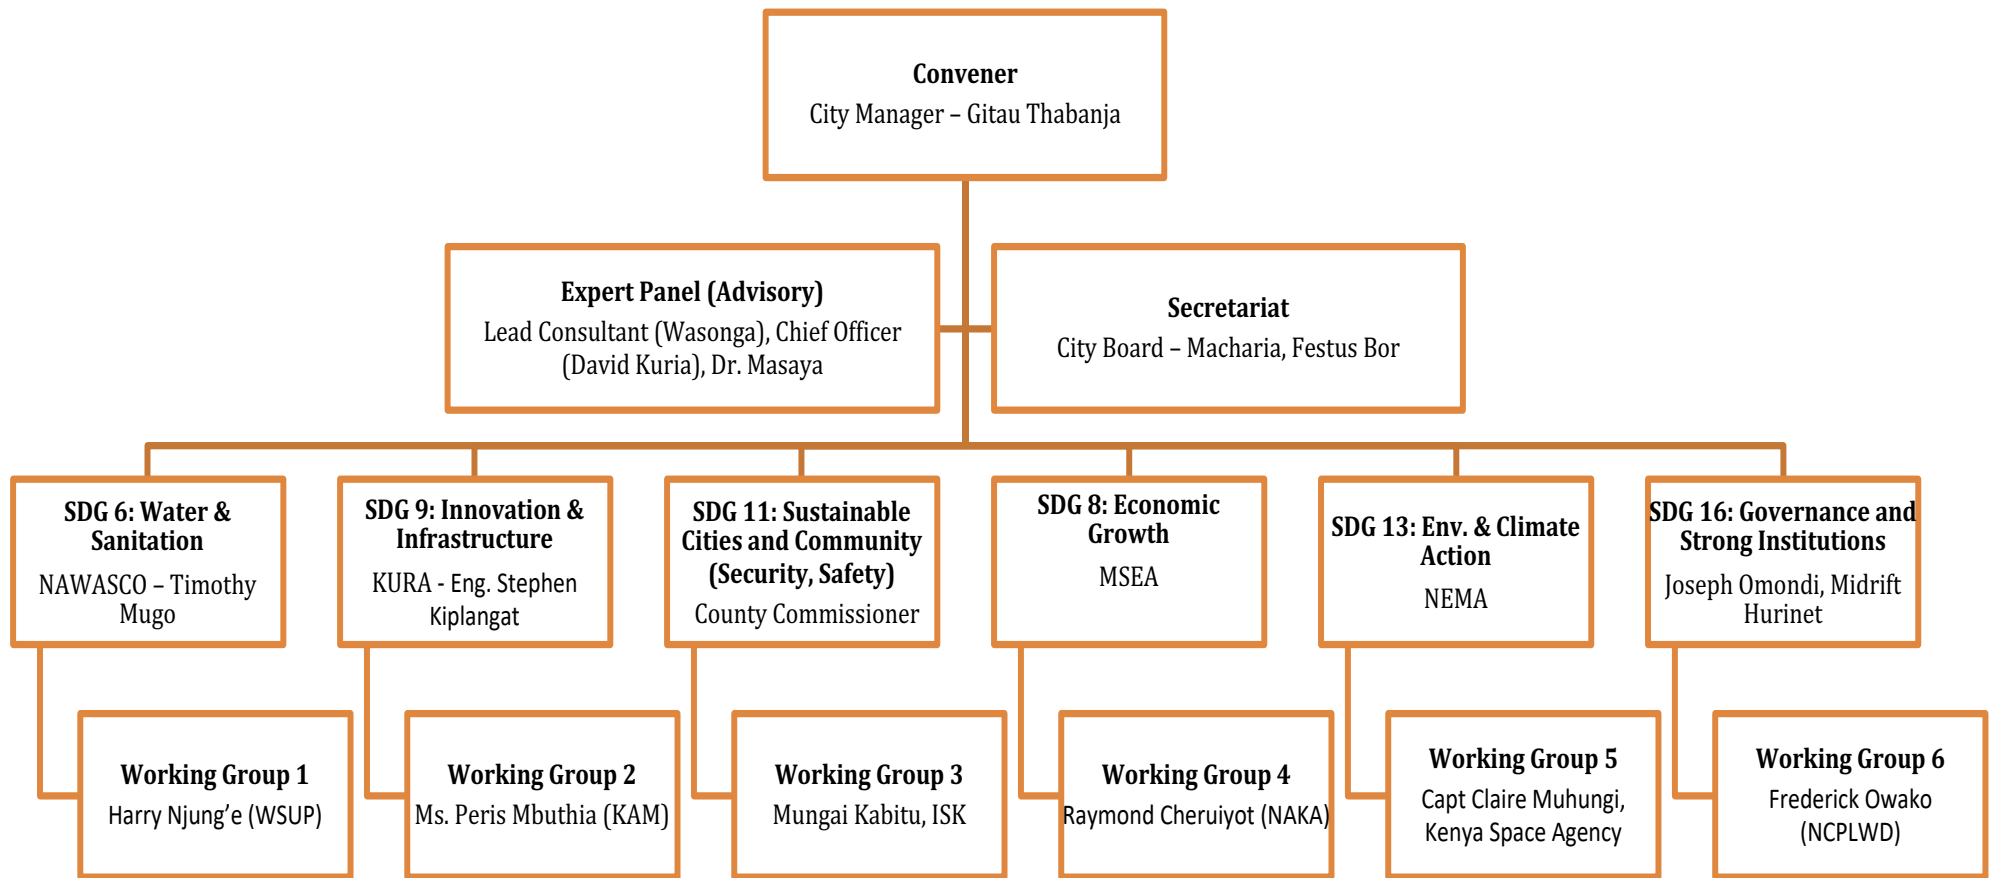 Convener
City Manager – Gitau Thabanja
Expert Panel (Advisory)
Lead Consultant (Wasonga), Chief Officer
(David Kuria), Dr. Masaya
Secretariat
City Board – Macharia, Festus Bor
SDG 6: Water &
Sanitation
NAWASCO – Timothy
Mugo
SDG 9: Innovation &
Infrastructure
KURA - Eng. Stephen
Kiplangat
SDG 11: Sustainable
Cities and Community
(Security, Safety)
County Commissioner
SDG 8: Economic
Growth
MSEA
SDG 13: Env. & Climate
Action
NEMA
SDG 16: Governance and
Strong Institutions
Joseph Omondi, Midrift
Hurinet
Working Group 1
Harry Njung’e (WSUP)
Working Group 2
Ms. Peris Mbuthia (KAM)
Working Group 3
Mungai Kabitu, ISK
Working Group 4
Raymond Cheruiyot (NAKA)
Working Group 5
Capt Claire Muhungi,
Kenya Space Agency
Working Group 6
Frederick Owako
(NCPLWD)